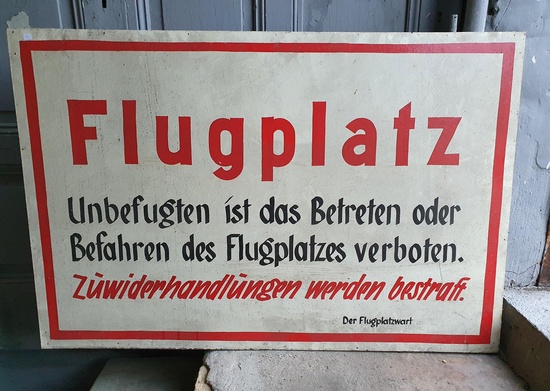 Flugplatz
Unbefugten ist das Betreten oder
Befahren des Flugplatzes verboten.
Zuwiderhandlungen werden bestraft.
Der Flugplatzwart